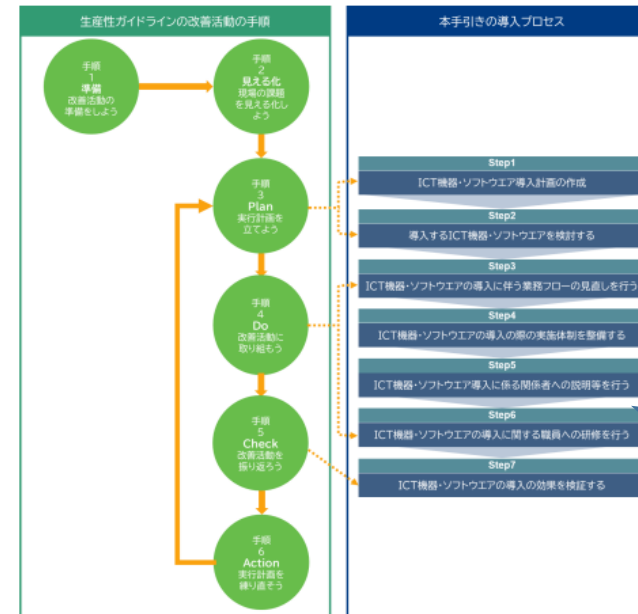 生産性ガイドラインの改善活動の手順
手順
1
準備
改善活動の
準備をしよう
手順
2
見える化
現場の課題
を見える化し
よう
手順
3
Plan
実行計画を
立てよう
手順
4
Do
改善活動に
取り組もう
手順
5
Check
改善活動を
振り返ろう
手順
6
Action
実行計画を
練り直そう
本手引きの導入プロセス
Step1
ICT機器・ソフトウエア導入計画の作成
Step2
導入するICT機器・ソフトウエアを検討する
Step3
ICT機器・ソフトウエアの導入に伴う業務フローの見直しを行う
Step4
ICT機器・ソフトウエアの導入の際の実施体制を整備する
Step5
ICT機器・ソフトウエア導入に係る関係者への説明等を行う
Step6
ICT機器・ソフトウエアの導入に関する職員への研修を行う
Step7
ICT機器・ソフトウエアの導入の効果を検証する